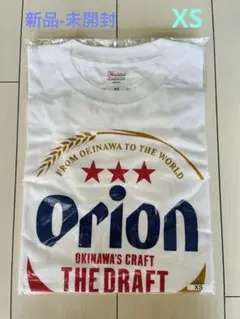 新品-未開封
XS
FROM OKINAWA TO THE WORLD
Orion
OKINAWA'S CRAFT
THE DRAFT
XS